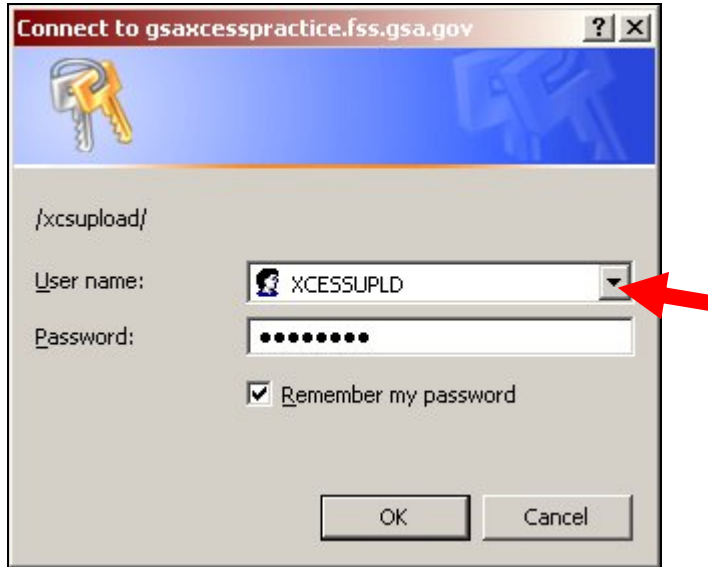 Connect to gsaxcesspractice.fss.gsa.gov
/xcsupload/
User name: XCESSUPLD
Password: ●●●●●●●●
Remember my password
OK Cancel